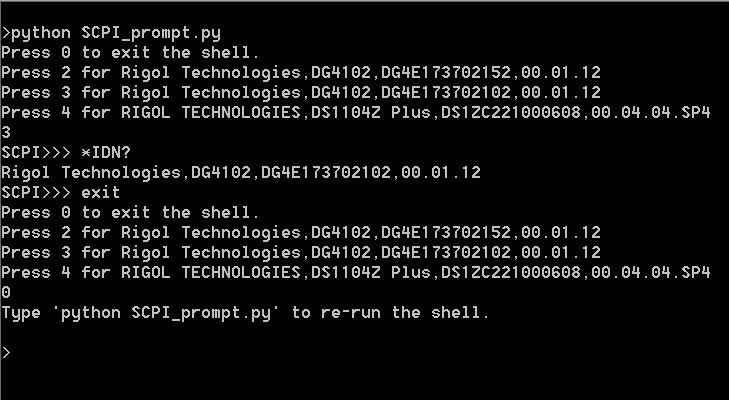 >python SCPI_prompt.py
Press 0 to exit the shell.
Press 2 for Rigol Technologies,DG4102,DG4E173702152,00.01.12
Press 3 for Rigol Technologies,DG4102,DG4E173702102,00.01.12
Press 4 for RIGOL TECHNOLOGIES,DS1104Z Plus,DS1ZC221000608,00.04.04.SP4
3
SCPI>>> *IDN?
Rigol Technologies,DG4102,DG4E173702102,00.01.12
SCPI>>> exit
Press 0 to exit the shell.
Press 2 for Rigol Technologies,DG4102,DG4E173702152,00.01.12
Press 3 for Rigol Technologies,DG4102,DG4E173702102,00.01.12
Press 4 for RIGOL TECHNOLOGIES,DS1104Z Plus,DS1ZC221000608,00.04.04.SP4
0
Type 'python SCPI_prompt.py' to re-run the shell.
>